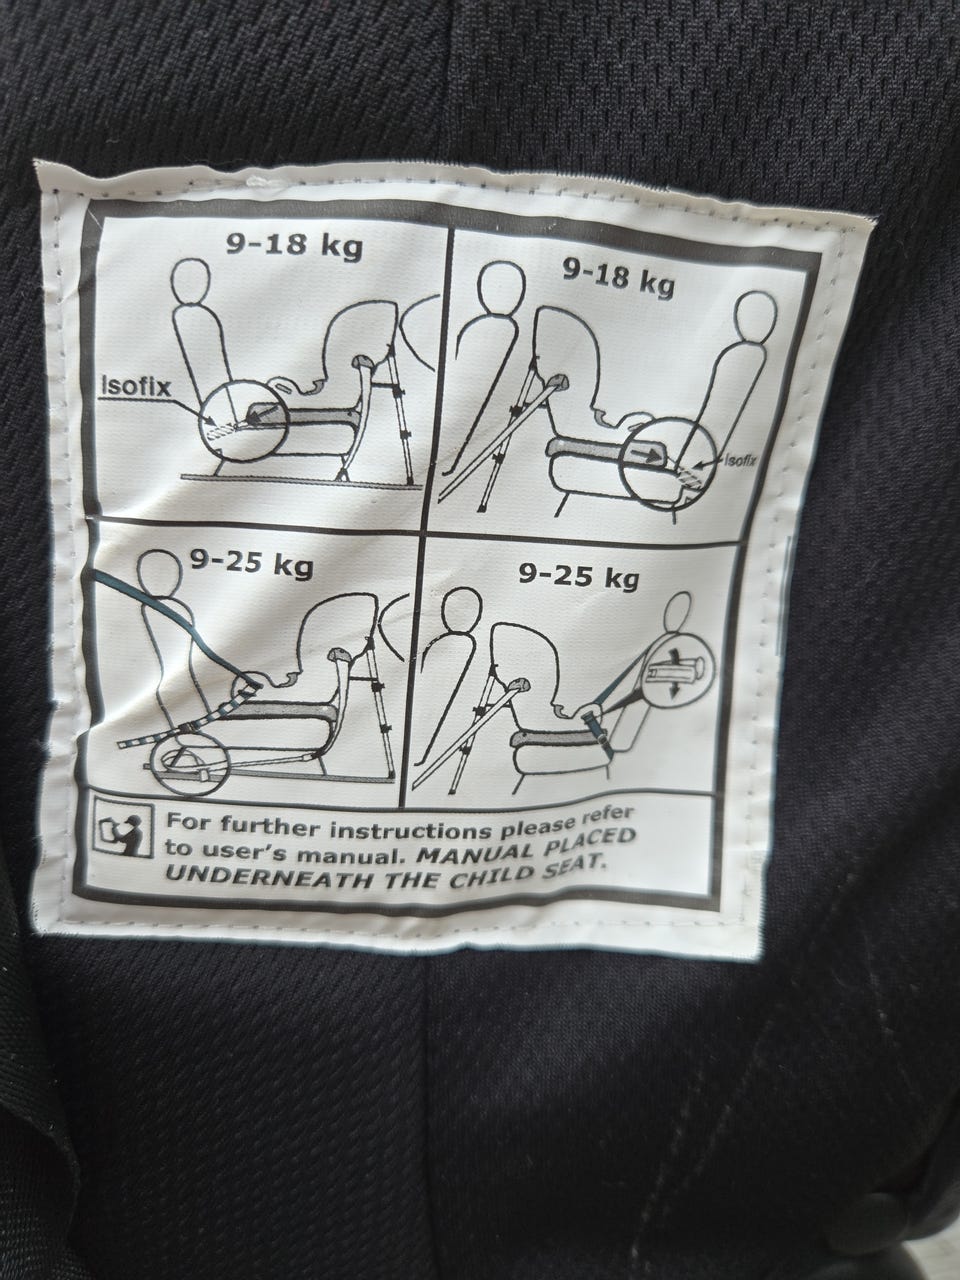 9-18 kg
9-18 kg
Isofix
Isofix
9-25 kg
9-25 kg
For further instructions please refer
to user's manual. MANUAL PLACED
UNDERNEATH THE CHILD SEAT.